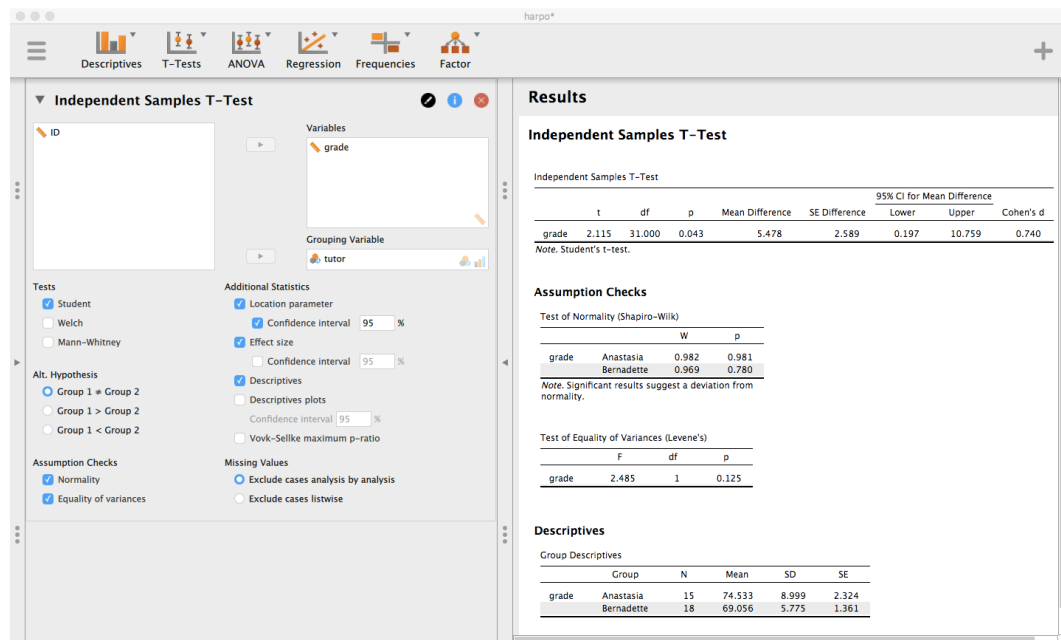 harpo*
Descriptives T-Tests ANOVA Regression Frequencies Factor
Independent Samples T-Test
ID
Variables
grade
Grouping Variable
tutor
Tests
Student
Welch
Mann-Whitney
Alt. Hypothesis
Group 1 ≠ Group 2
Group 1 > Group 2
Group 1 < Group 2
Assumption Checks
Normality
Equality of variances
Additional Statistics
Location parameter
Confidence interval 95 %
Effect size
Confidence interval 95 %
Descriptives
Descriptives plots
Confidence interval 95 %
Vovk-Sellke maximum p-ratio
Missing Values
Exclude cases analysis by analysis
Exclude cases listwise
Results
Independent Samples T-Test
Independent Samples T-Test
95% CI for Mean Difference
t df p Mean Difference SE Difference Lower Upper Cohen's d
grade 2.115 31.000 0.043 5.478 2.589 0.197 10.759 0.740
Note. Student's t-test.
Assumption Checks
Test of Normality (Shapiro-Wilk)
W p
grade Anastasia 0.982 0.981
Bernadette 0.969 0.780
Note. Significant results suggest a deviation from
normality.
Test of Equality of Variances (Levene's)
F df p
grade 2.485 1 0.125
Descriptives
Group Descriptives
Group N Mean SD SE
grade Anastasia 15 74.533 8.999 2.324
Bernadette 18 69.056 5.775 1.361